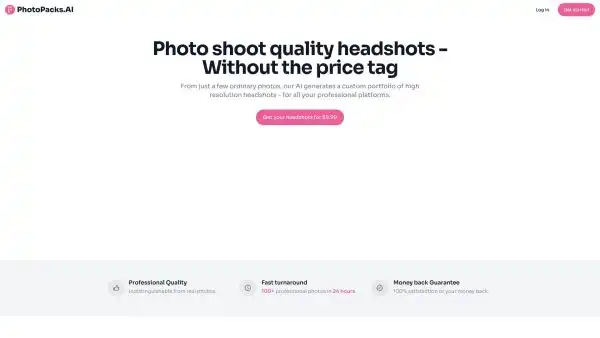 PhotoPacks.AI
Log in
Get started
Photo shoot quality headshots -
Without the price tag
From just a few ordinary photos, our AI generates a custom portfolio of high
resolution headshots - for all your professional platforms.
Get your headshots for $9.99
Professional Quality
Indistinguishable from real photos.
Fast turnaround
100+ professional photos in 24 hours
Money back Guarantee
100% satisfaction or your money back.